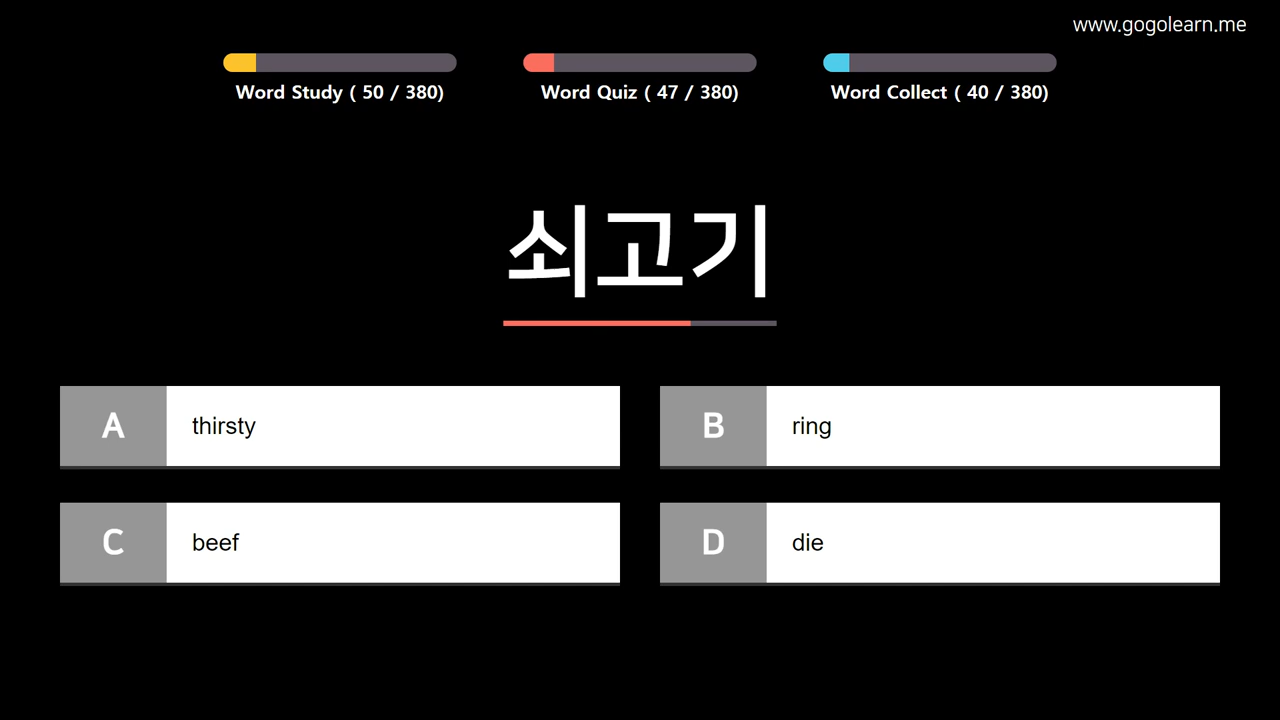 www.gogolearn.me
Word Study ( 50 / 380)
Word Quiz ( 47 / 380)
Word Collect ( 40 / 380)
쇠고기
A thirsty
B ring
C beef
D die